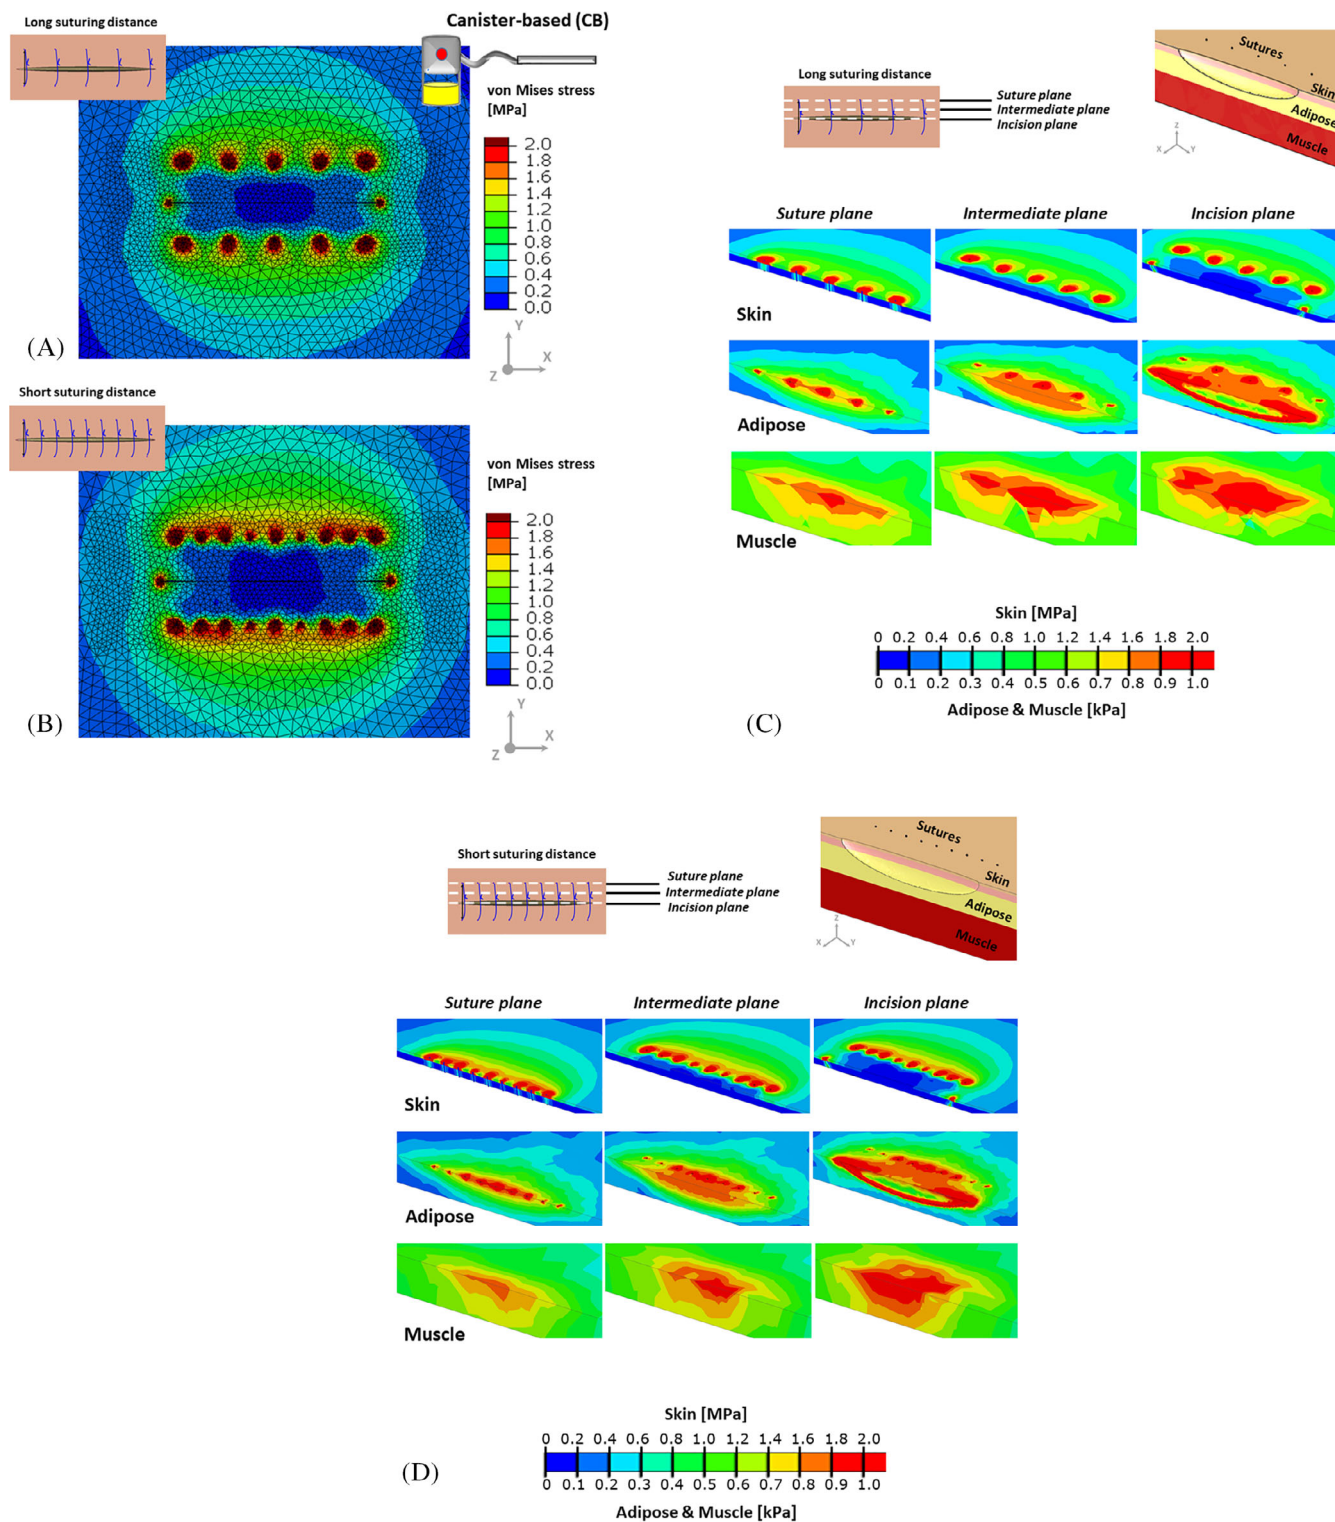 Long suturing distance
Canister-based (CB)
von Mises stress
[MPa]
2.0
1.8
1.6
1.4
1.2
1.0
0.8
0.6
0.4
0.2
0.0
Y
Z
X
(A)
Short suturing distance
von Mises stress
[MPa]
2.0
1.8
1.6
1.4
1.2
1.0
0.8
0.6
0.4
0.2
0.0
Y
Z
X
(B)
Long suturing distance
Suture plane
Intermediate plane
Incision plane
Sutures
Skin
Adipose
Muscle
Z
X
Y
Suture plane Intermediate plane Incision plane
Skin
Adipose
Muscle
Skin [MPa]
0 0.2 0.4 0.6 0.8 1.0 1.2 1.4 1.6 1.8 2.0
0 0.1 0.2 0.3 0.4 0.5 0.6 0.7 0.8 0.9 1.0
Adipose & Muscle [kPa]
(C)
Short suturing distance
Suture plane
Intermediate plane
Incision plane
Sutures
Skin
Adipose
Muscle
Z
X
Y
Suture plane Intermediate plane Incision plane
Skin
Adipose
Muscle
Skin [MPa]
0 0.2 0.4 0.6 0.8 1.0 1.2 1.4 1.6 1.8 2.0
0 0.1 0.2 0.3 0.4 0.5 0.6 0.7 0.8 0.9 1.0
Adipose & Muscle [kPa]
(D)